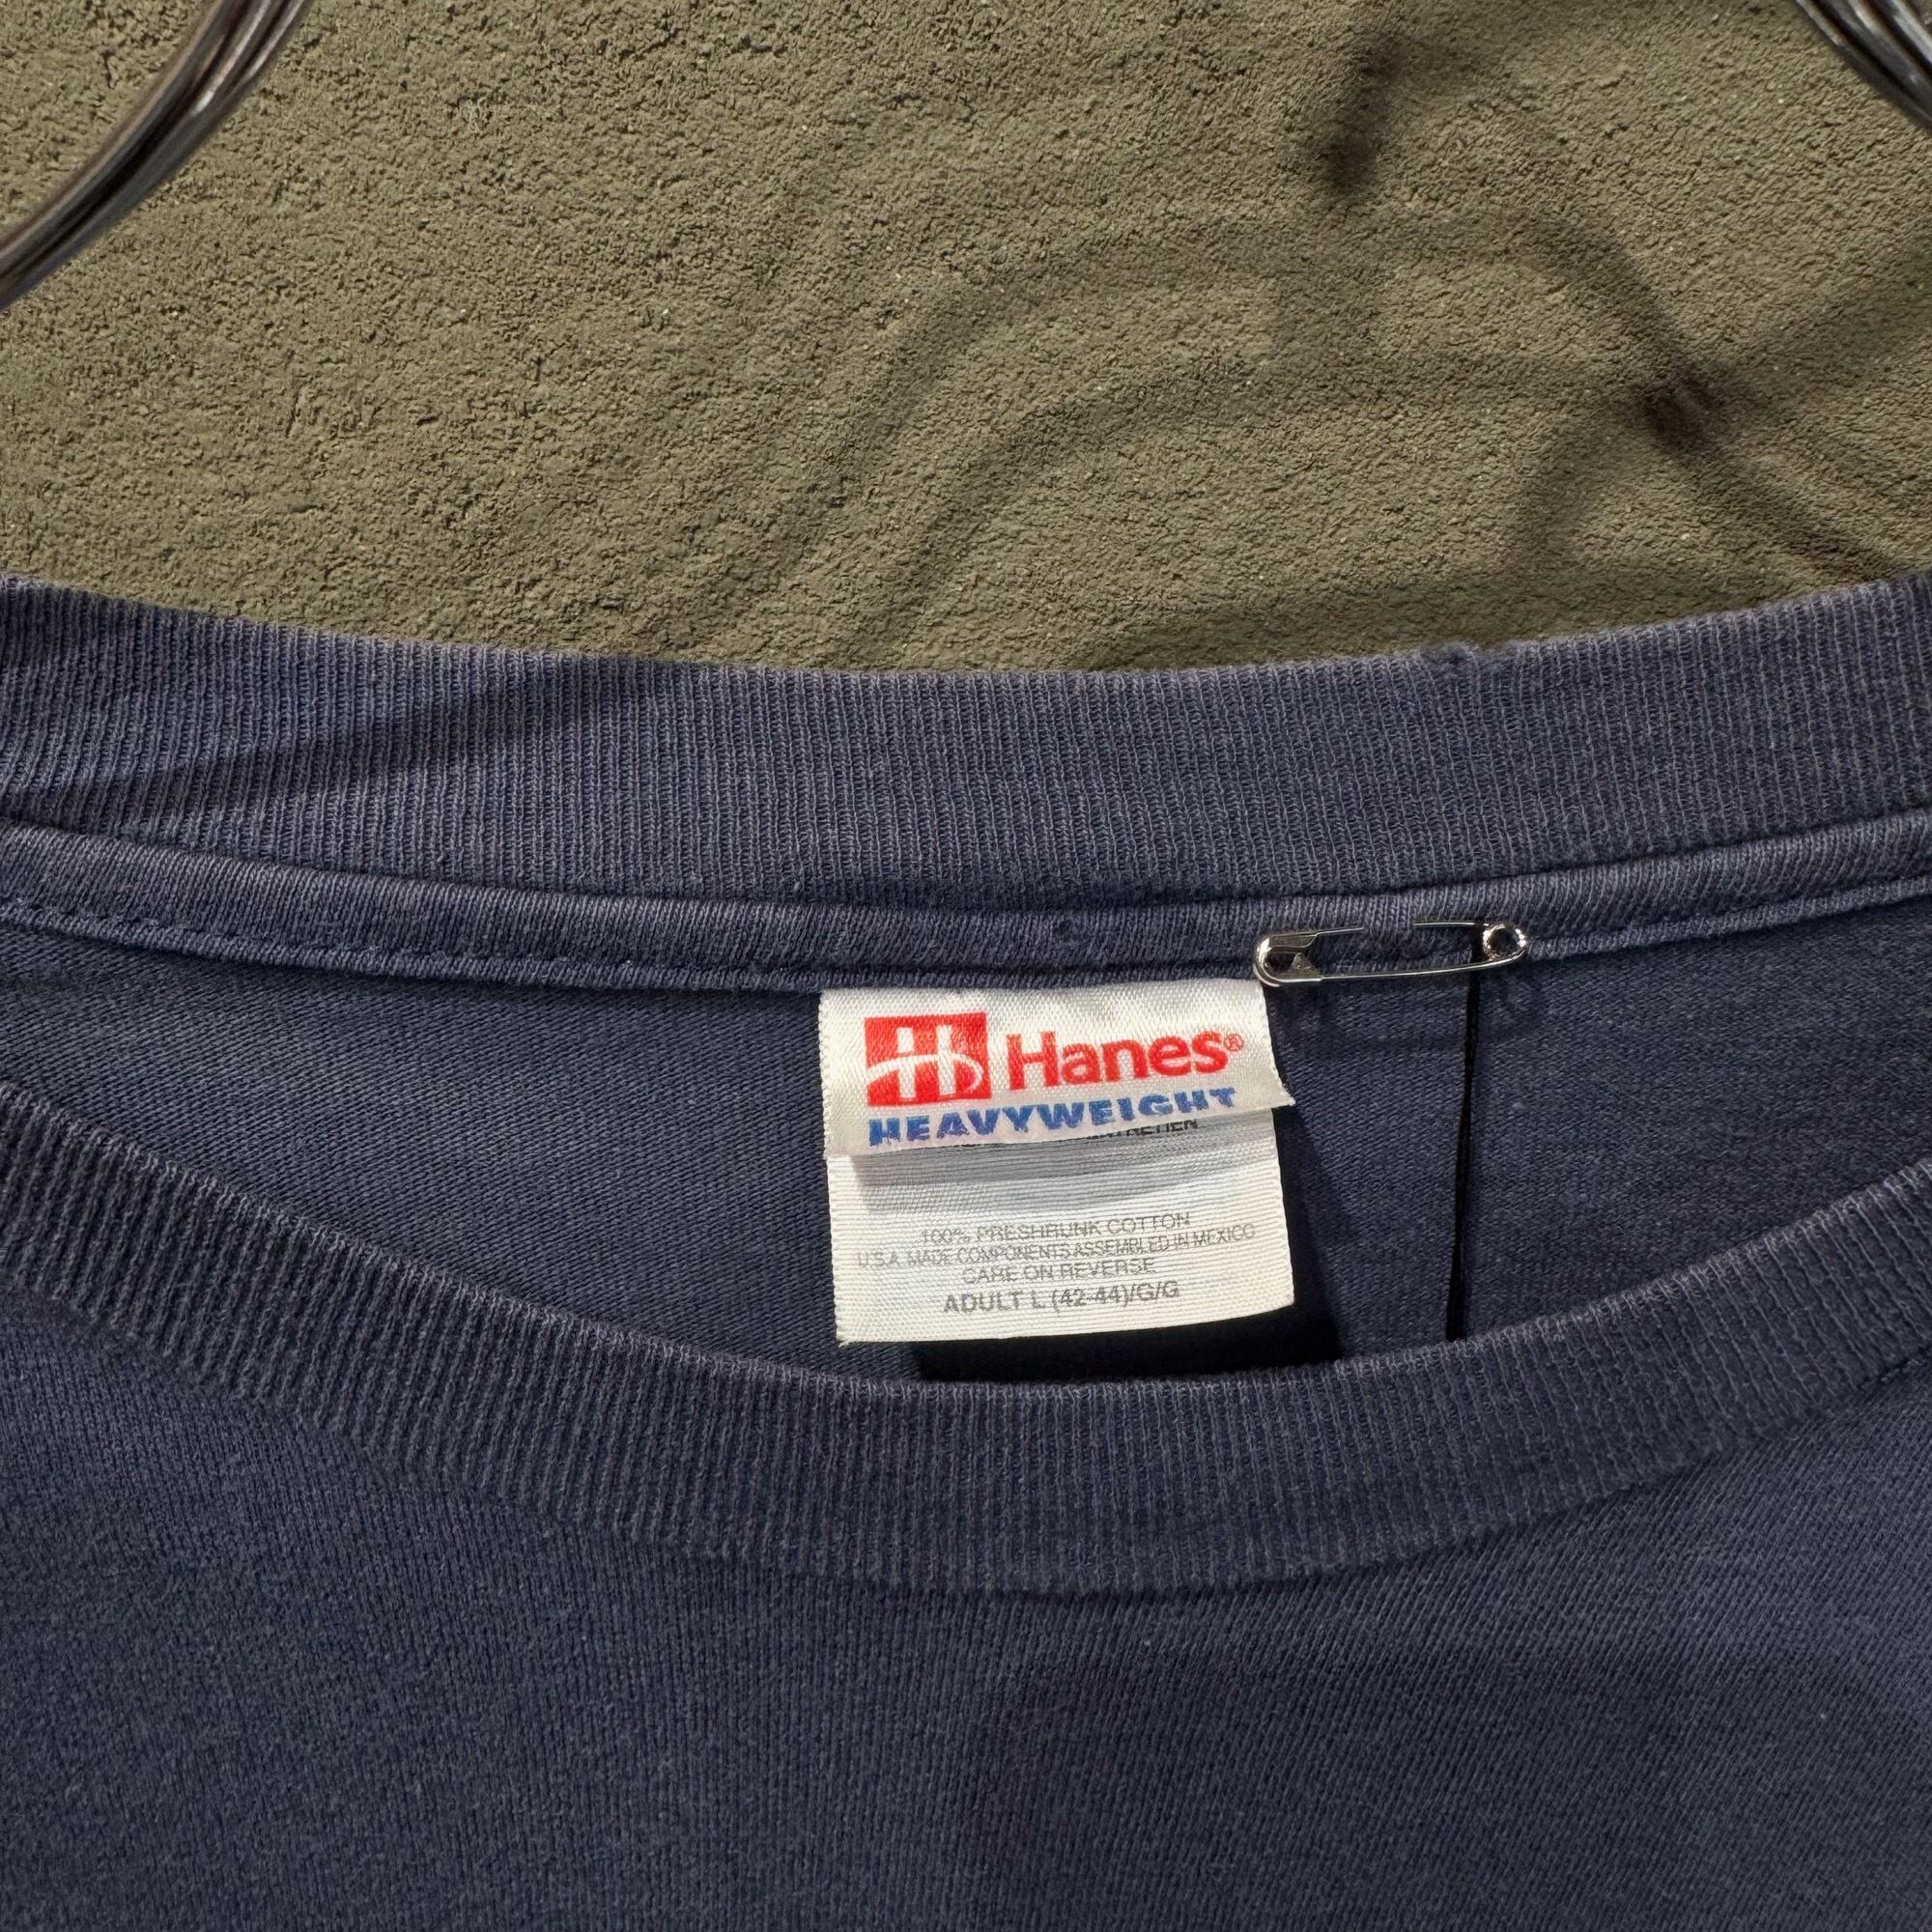 Hanes®
HEAVYWEIGHT
100% PRESHRUNK COTTON
U.S.A. MADE COMPONENTS ASSEMBLED IN MEXICO
CARE ON REVERSE
ADULT L (42-44)/G/G